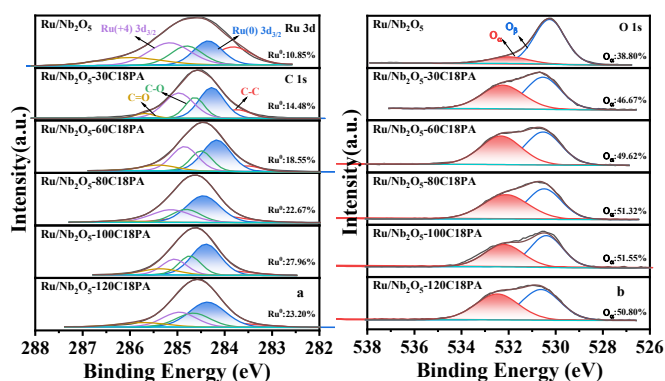 Ru/Nb₂O₅
Ru(+4) 3d₃/₂
Ru(0) 3d₃/₂
Ru 3d
Ru⁰:10.85%
Ru/Nb₂O₅-30C18PA
C 1s
C=O
C-O
C-C
Ru⁰:14.48%
Ru/Nb₂O₅-60C18PA
Ru⁰:18.55%
Ru/Nb₂O₅-80C18PA
Ru⁰:22.67%
Ru/Nb₂O₅-100C18PA
Ru⁰:27.96%
Ru/Nb₂O₅-120C18PA
a
Ru⁰:23.20%
288 287 286 285 284 283 282
Binding Energy (eV)
Intensity(a.u.)
Ru/Nb₂O₅
Oα
Oβ
O 1s
Oα:38.80%
Ru/Nb₂O₅-30C18PA
Oα:46.67%
Ru/Nb₂O₅-60C18PA
Oα:49.62%
Ru/Nb₂O₅-80C18PA
Oα:51.32%
Ru/Nb₂O₅-100C18PA
Oα:51.55%
Ru/Nb₂O₅-120C18PA
b
Oα:50.80%
538 536 534 532 530 528 526
Binding Energy (eV)
Intensity(a.u.)